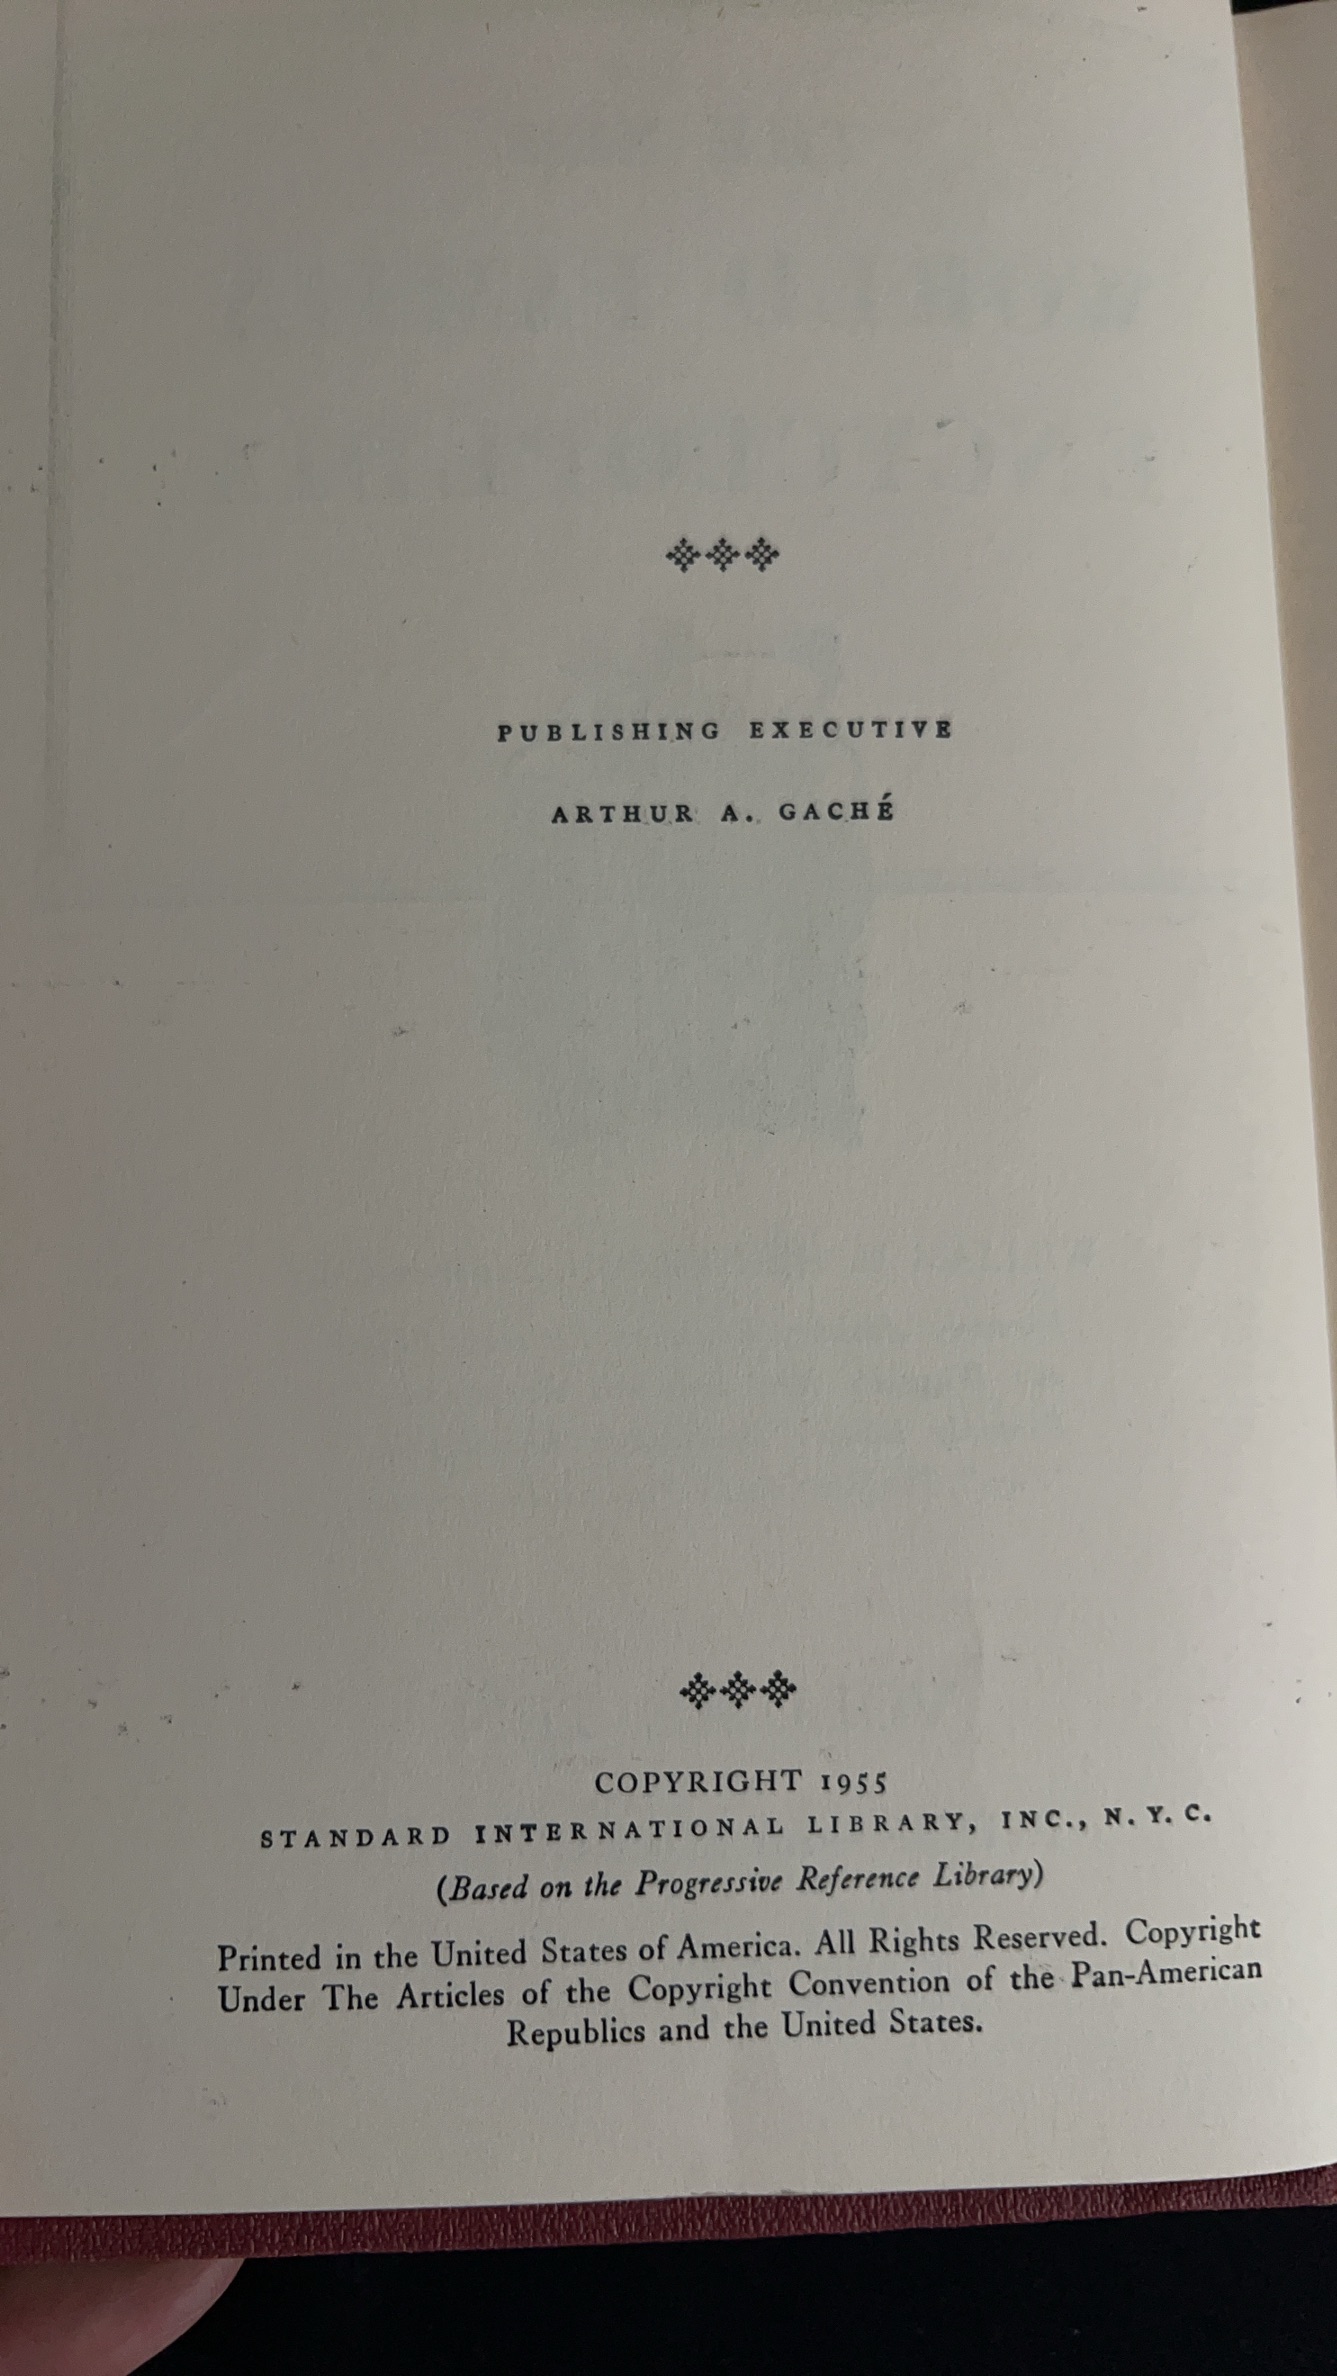 PUBLISHING EXECUTIVE
ARTHUR A. GACHÉ
COPYRIGHT 1955
STANDARD INTERNATIONAL LIBRARY, INC., N. Y. C.
(Based on the Progressive Reference Library)
Printed in the United States of America. All Rights Reserved. Copyright
Under The Articles of the Copyright Convention of the Pan-American
Republics and the United States.